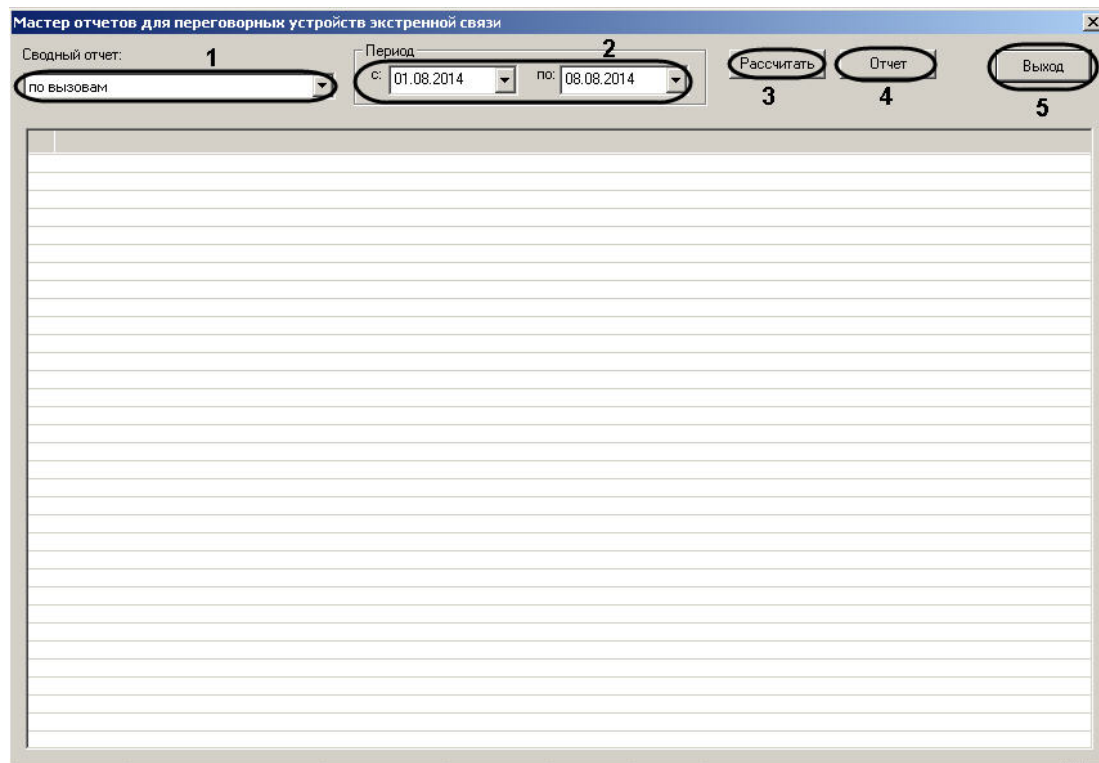 Мастер отчетов для переговорных устройств экстренной связи
Сводный отчет:
1
по вызовам
Период
2
с: 01.08.2014 по: 08.08.2014
Рассчитать
3
Отчет
4
Выход
5